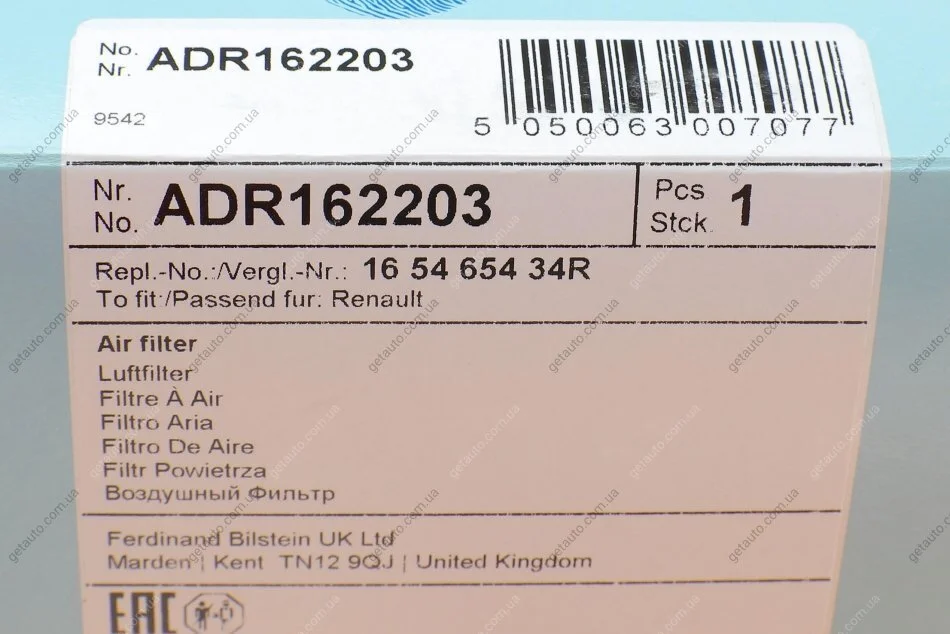 No. ADR162203
Nr.
9542
5 050063 007077
Nr. ADR162203
No.
Pcs 1
Stck.
Repl.-No.:/Vergl.-Nr.: 16 54 654 34R
To fit:/Passend fur: Renault
Air filter
Luftfilter
Filtre À Air
Filtro Aria
Filtro De Aire
Filtr Powietrza
Воздушный Фильтр
Ferdinand Bilstein UK Ltd
Marden | Kent TN12 9QJ | United Kingdom
EAC
getauto.com.ua